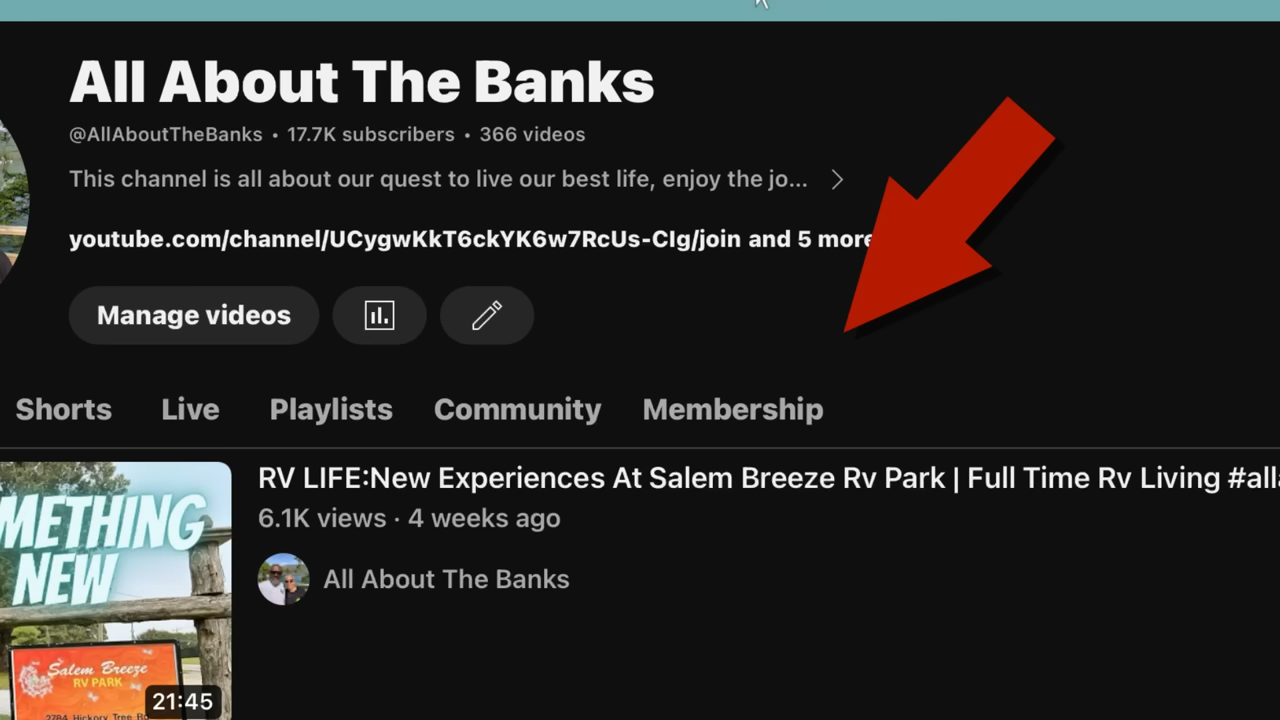 All About The Banks
@AllAboutTheBanks • 17.7K subscribers • 366 videos
This channel is all about our quest to live our best life, enjoy the jo...
youtube.com/channel/UCygwKkT6ckYK6w7RcUs-CIg/join and 5 more
Manage videos
Shorts Live Playlists Community Membership
RV LIFE:New Experiences At Salem Breeze Rv Park | Full Time Rv Living
6.1K views · 4 weeks ago
All About The Banks
NEW
Salem Breeze
RV PARK
2784 Hickory Tree
21:45